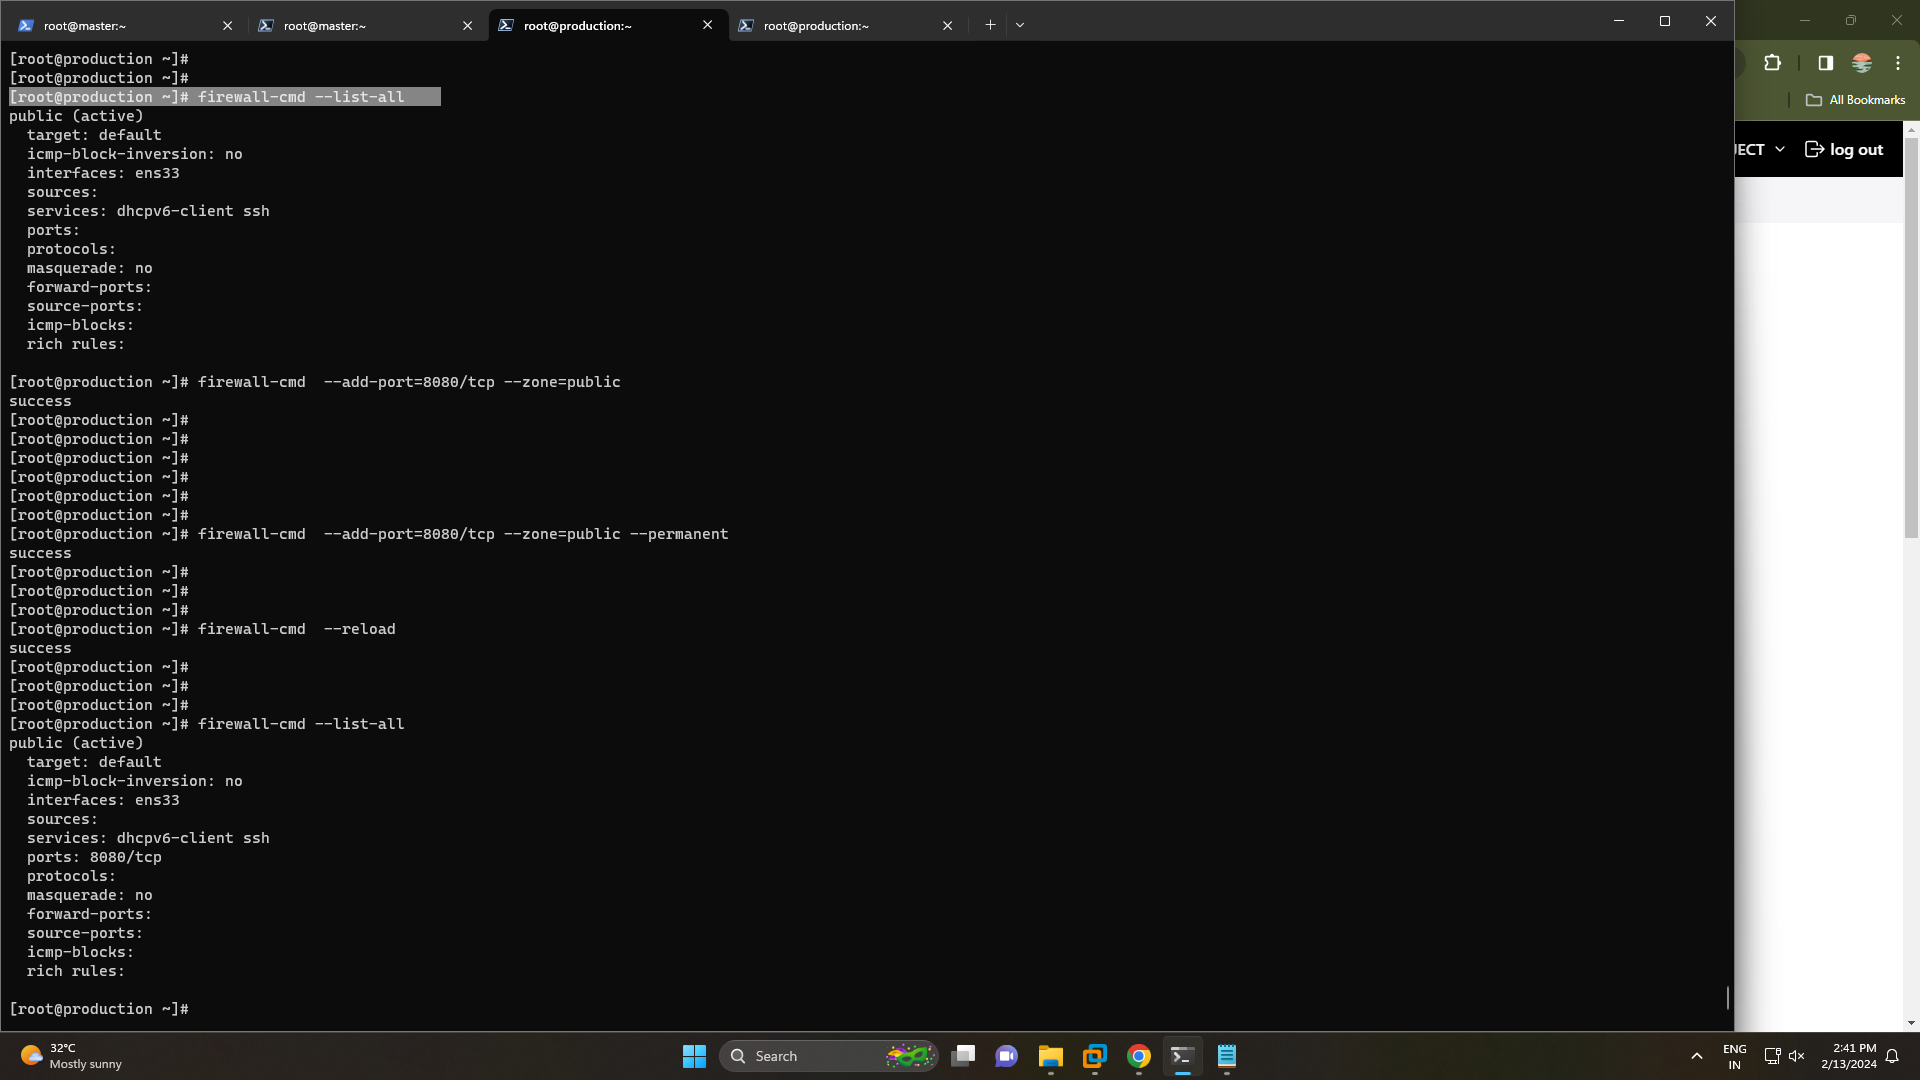 root@master:~
root@master:~
root@production:~
root@production:~
[root@production ~]#
[root@production ~]#
[root@production ~]# firewall-cmd --list-all
public (active)
  target: default
  icmp-block-inversion: no
  interfaces: ens33
  sources:
  services: dhcpv6-client ssh
  ports:
  protocols:
  masquerade: no
  forward-ports:
  source-ports:
  icmp-blocks:
  rich rules:
[root@production ~]# firewall-cmd  --add-port=8080/tcp --zone=public
success
[root@production ~]#
[root@production ~]#
[root@production ~]#
[root@production ~]#
[root@production ~]#
[root@production ~]#
[root@production ~]# firewall-cmd  --add-port=8080/tcp --zone=public --permanent
success
[root@production ~]#
[root@production ~]#
[root@production ~]#
[root@production ~]# firewall-cmd  --reload
success
[root@production ~]#
[root@production ~]#
[root@production ~]#
[root@production ~]# firewall-cmd --list-all
public (active)
  target: default
  icmp-block-inversion: no
  interfaces: ens33
  sources:
  services: dhcpv6-client ssh
  ports: 8080/tcp
  protocols:
  masquerade: no
  forward-ports:
  source-ports:
  icmp-blocks:
  rich rules:
[root@production ~]#
All Bookmarks
JECT
log out
32°C
Mostly sunny
Search
ENG
IN
2:41 PM
2/13/2024